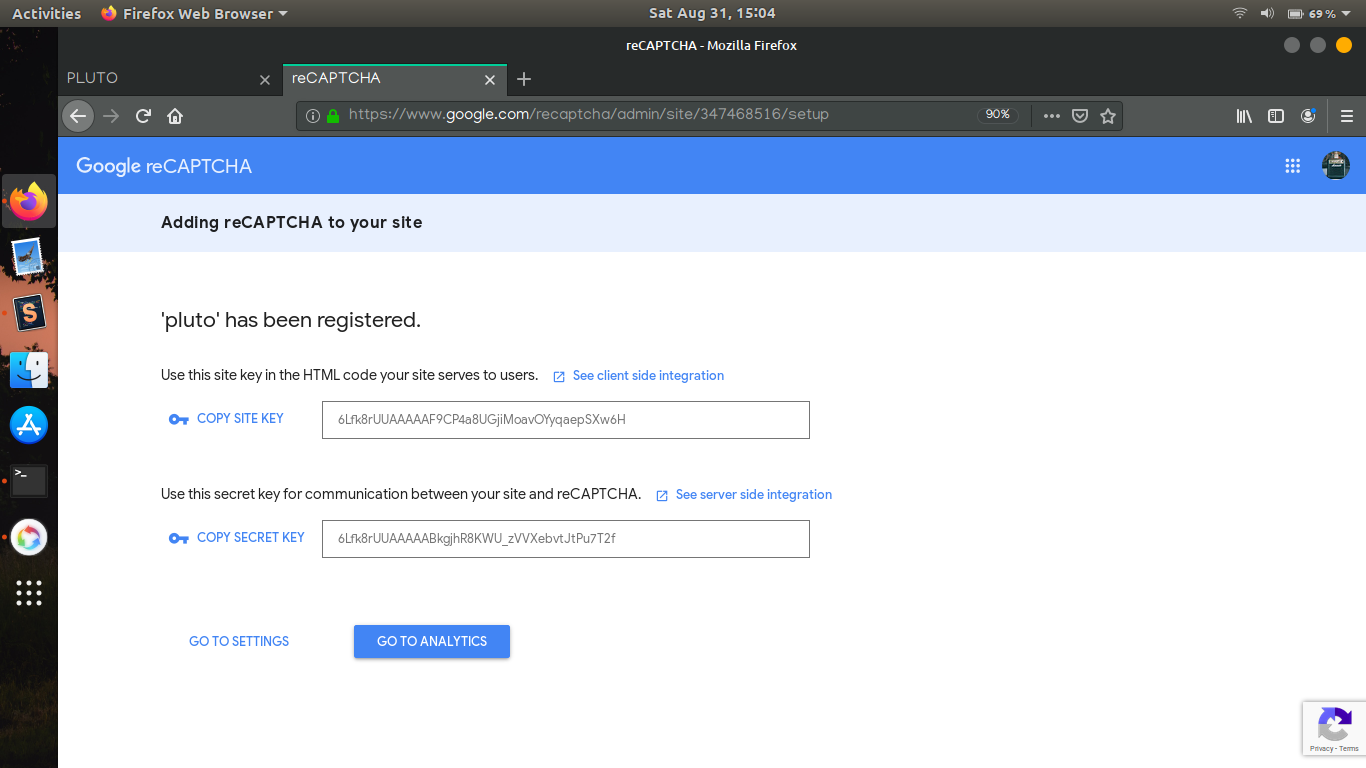 Activities Firefox Web Browser Sat Aug 31, 15:04 69 %
reCAPTCHA - Mozilla Firefox
PLUTO reCAPTCHA
https://www.google.com/recaptcha/admin/site/347468516/setup 90%
Google reCAPTCHA
Adding reCAPTCHA to your site
'pluto' has been registered.
Use this site key in the HTML code your site serves to users. See client side integration
COPY SITE KEY 6Lfk8rUUAAAAAF9CP4a8UGjiMoavOYyqaepSXw6H
Use this secret key for communication between your site and reCAPTCHA. See server side integration
COPY SECRET KEY 6Lfk8rUUAAAAABkgjhR8KWU_zVVXebvtJtPu7T2f
GO TO SETTINGS GO TO ANALYTICS
Privacy - Terms